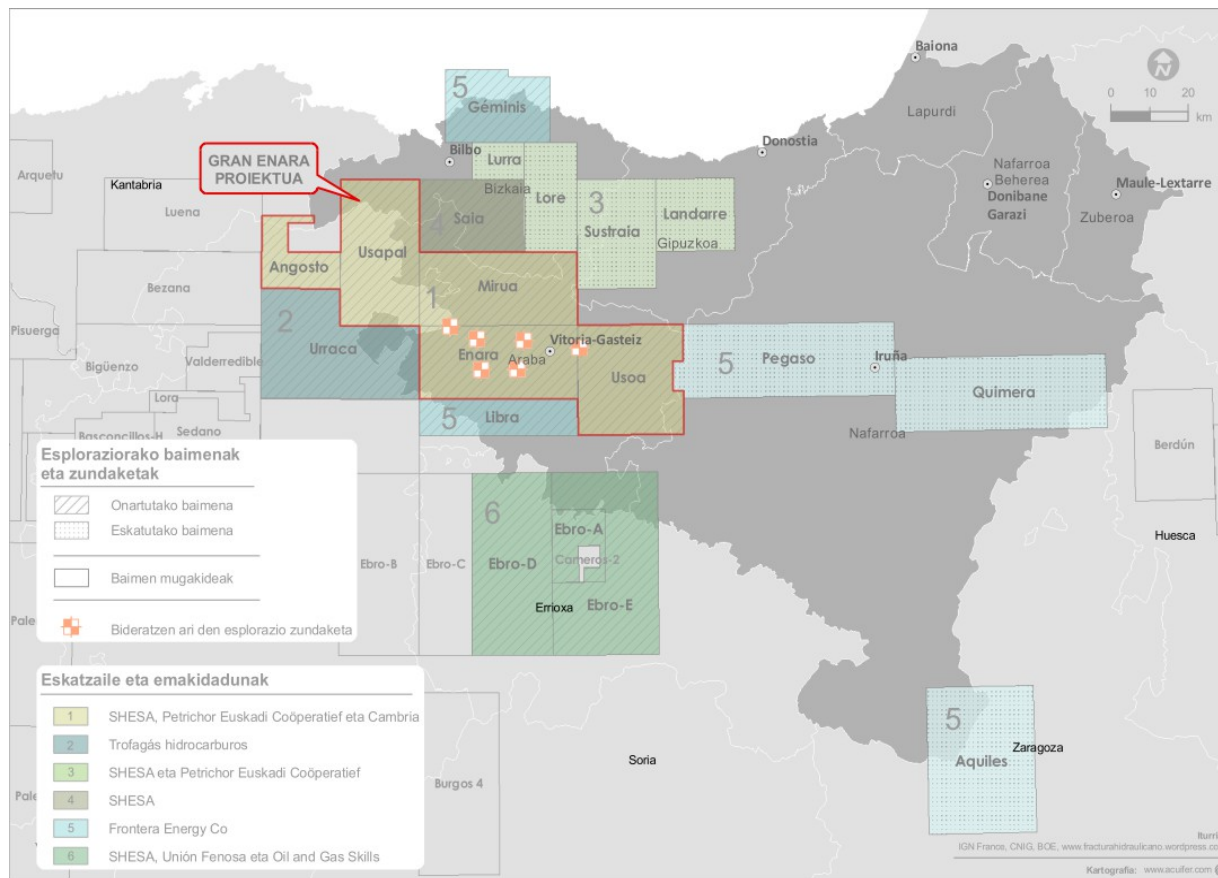 Baiona
N
0 10 20
km
Lapurdi
5
Géminis
Donostia
Bilbo
GRAN ENARA
PROIEKTUA
Lurra
Nafarroa
Beherea
Donibane
Garazi
Maule-Lextarre
Arquetu
Kantabria
Bizkaia
Lore
3
Landarre
Luena
4
Saia
Sustraia
Zuberoa
Usapal
Gipuzkoa
Angosto
Mirua
Bezana
1
2
Pisuerga
Urraca
Vitoria-Gasteiz
Valderredible
Enara
Araba
5
Pegaso
Iruña
Bigüenzo
Usoa
Quimera
Lora
5
Libra
Sedano
Basconcillos-H
Nafarroa
Berdún
Esploraziorako baimenak
eta zundaketak
Onartutako baimena
Eskatutako baimena
Baimen mugakideak
Bideratzen ari den esplorazio zundaketa
6
Ebro-A
Huesca
Ebro-B
Ebro-C
Ebro-D
Cameros-2
Errioxa
Ebro-E
Eskatzaile eta emakidadunak
1 SHESA, Petrichor Euskadi Coöperatief eta Cambria
2 Trofagás hidrocarburos
3 SHESA eta Petrichor Euskadi Coöperatief
4 SHESA
5 Frontera Energy Co
6 SHESA, Unión Fenosa eta Oil and Gas Skills
5
Zaragoza
Soria
Aquiles
Burgos 4
Iturri
IGN France, CNIG, BOE, www.fracturahidraulicano.wordpress.co
Kartografia: www.acuifer.com